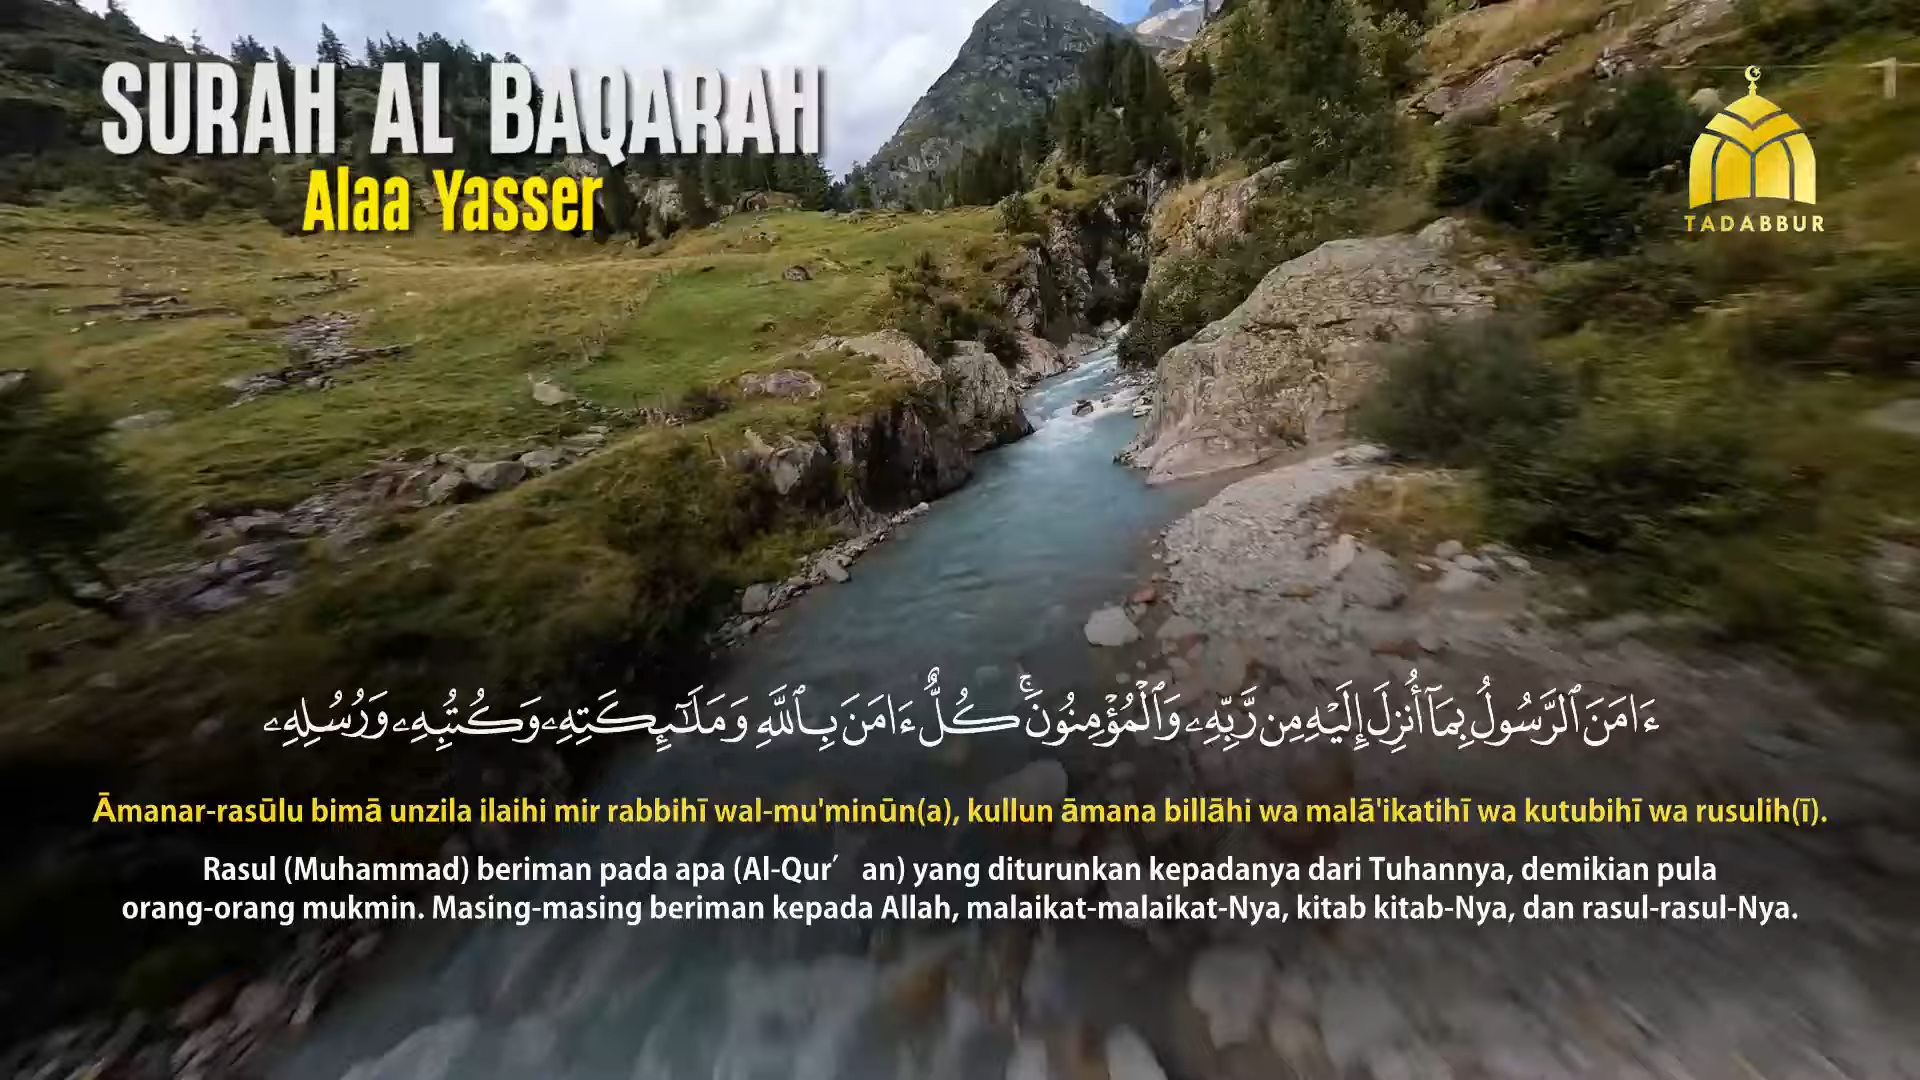 SURAH AL BAQARAH
Alaa Yasser
TADABBUR
1
ءَامَنَ ٱلرَّسُولُ بِمَآ أُنزِلَ إِلَيْهِ مِن رَّبِّهِۦ وَٱلْمُؤْمِنُونَ ۚ كُلٌّ ءَامَنَ بِٱللَّهِ وَمَلَـٰٓئِكَتِهِۦ وَكُتُبِهِۦ وَرُسُلِهِۦ
Āmanar-rasūlu bimā unzila ilaihi mir rabbihī wal-mu'minūn(a), kullun āmana billāhi wa malā'ikatihī wa kutubihī wa rusulih(ī).
Rasul (Muhammad) beriman pada apa (Al-Qur′ an) yang diturunkan kepadanya dari Tuhannya, demikian pula
orang-orang mukmin. Masing-masing beriman kepada Allah, malaikat-malaikat-Nya, kitab kitab-Nya, dan rasul-rasul-Nya.